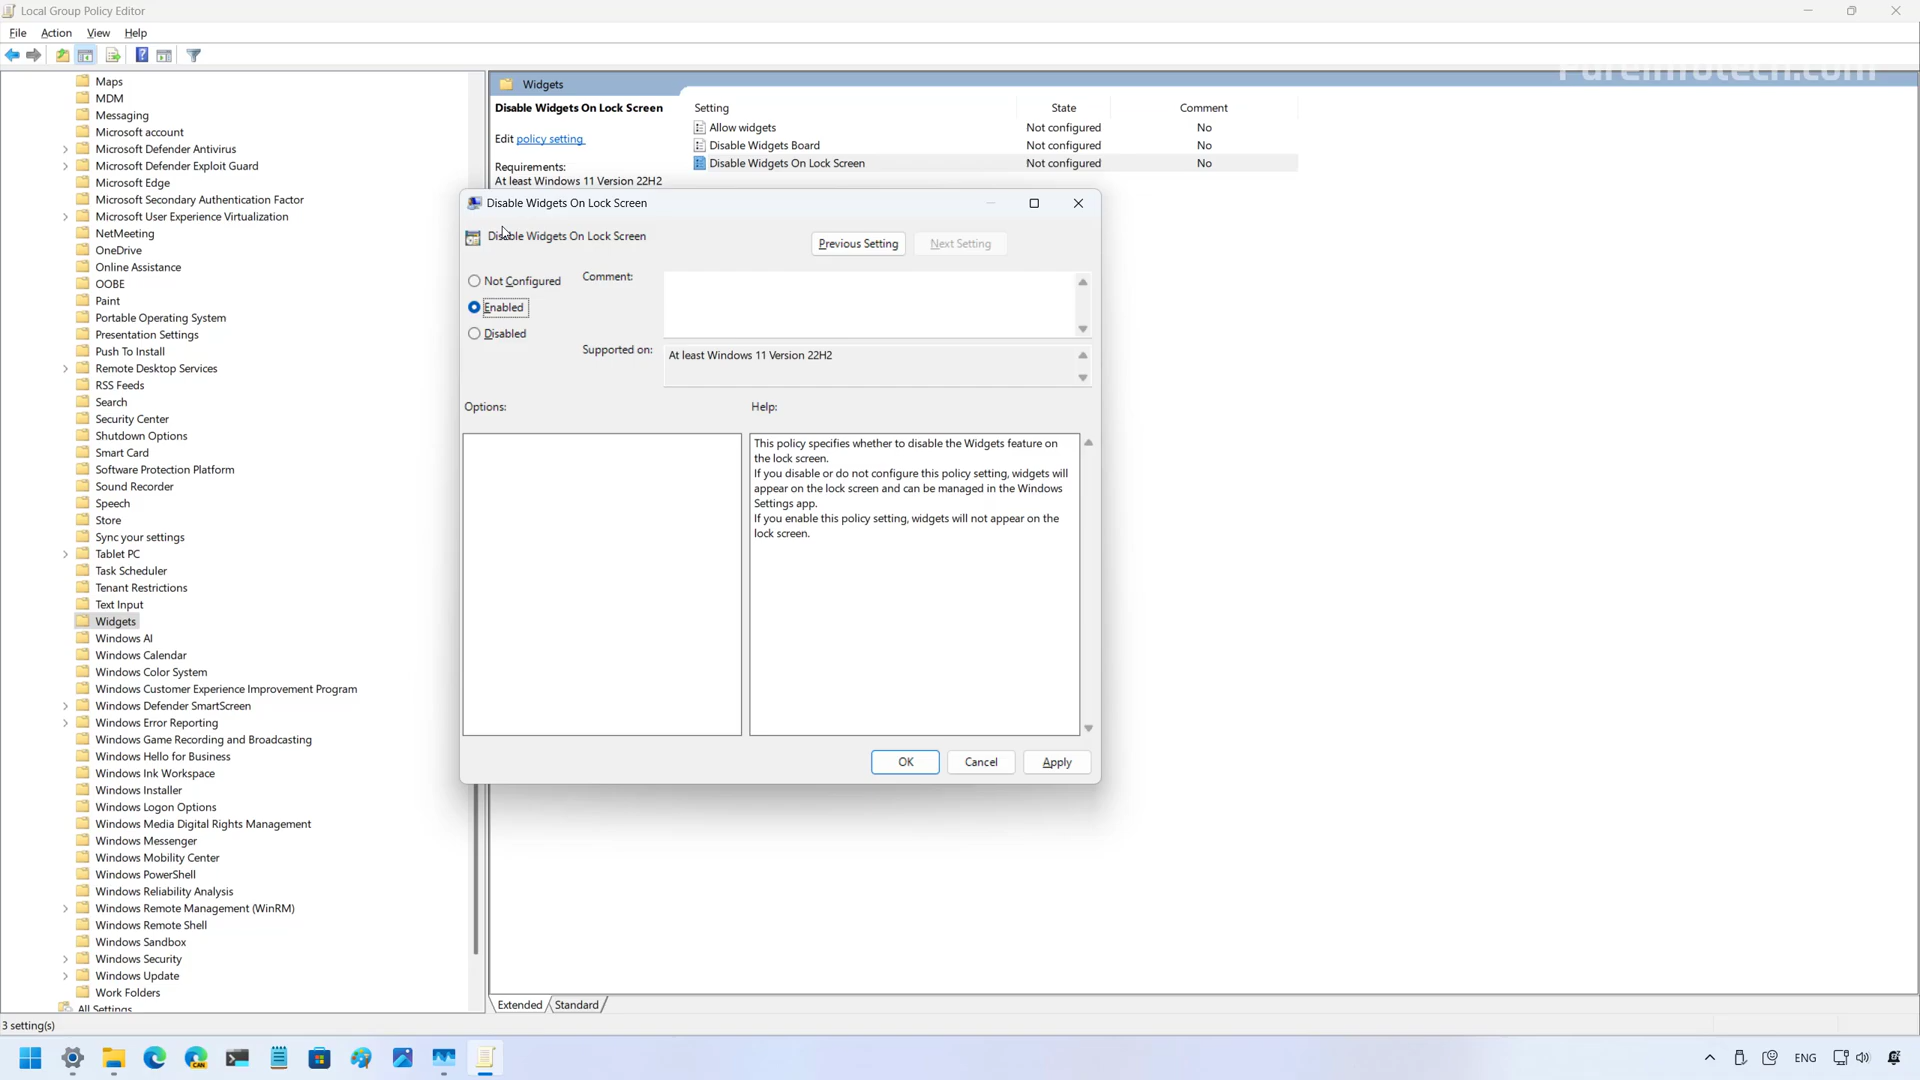 Local Group Policy Editor
File Action View Help
Maps
MDM
Messaging
Microsoft account
Microsoft Defender Antivirus
Microsoft Defender Exploit Guard
Microsoft Edge
Microsoft Secondary Authentication Factor
Microsoft User Experience Virtualization
NetMeeting
OneDrive
Online Assistance
OOBE
Paint
Portable Operating System
Presentation Settings
Push To Install
Remote Desktop Services
RSS Feeds
Search
Security Center
Shutdown Options
Smart Card
Software Protection Platform
Sound Recorder
Speech
Store
Sync your settings
Tablet PC
Task Scheduler
Tenant Restrictions
Text Input
Widgets
Windows AI
Windows Calendar
Windows Color System
Windows Customer Experience Improvement Program
Windows Defender SmartScreen
Windows Error Reporting
Windows Game Recording and Broadcasting
Windows Hello for Business
Windows Ink Workspace
Windows Installer
Windows Logon Options
Windows Media Digital Rights Management
Windows Messenger
Windows Mobility Center
Windows PowerShell
Windows Reliability Analysis
Windows Remote Management (WinRM)
Windows Remote Shell
Windows Sandbox
Windows Security
Windows Update
Work Folders
All Settings
Widgets
Pureinfotech.com
Disable Widgets On Lock Screen
Edit policy setting
Requirements:
At least Windows 11 Version 22H2
Setting State Comment
Allow widgets Not configured No
Disable Widgets Board Not configured No
Disable Widgets On Lock Screen Not configured No
Disable Widgets On Lock Screen
Disable Widgets On Lock Screen
Previous Setting Next Setting
Not Configured
Enabled
Disabled
Comment:
Supported on:
At least Windows 11 Version 22H2
Options:
Help:
This policy specifies whether to disable the Widgets feature on
the lock screen.
If you disable or do not configure this policy setting, widgets will
appear on the lock screen and can be managed in the Windows
Settings app.
If you enable this policy setting, widgets will not appear on the
lock screen.
OK Cancel Apply
Extended Standard
3 setting(s)
CAN
ENG